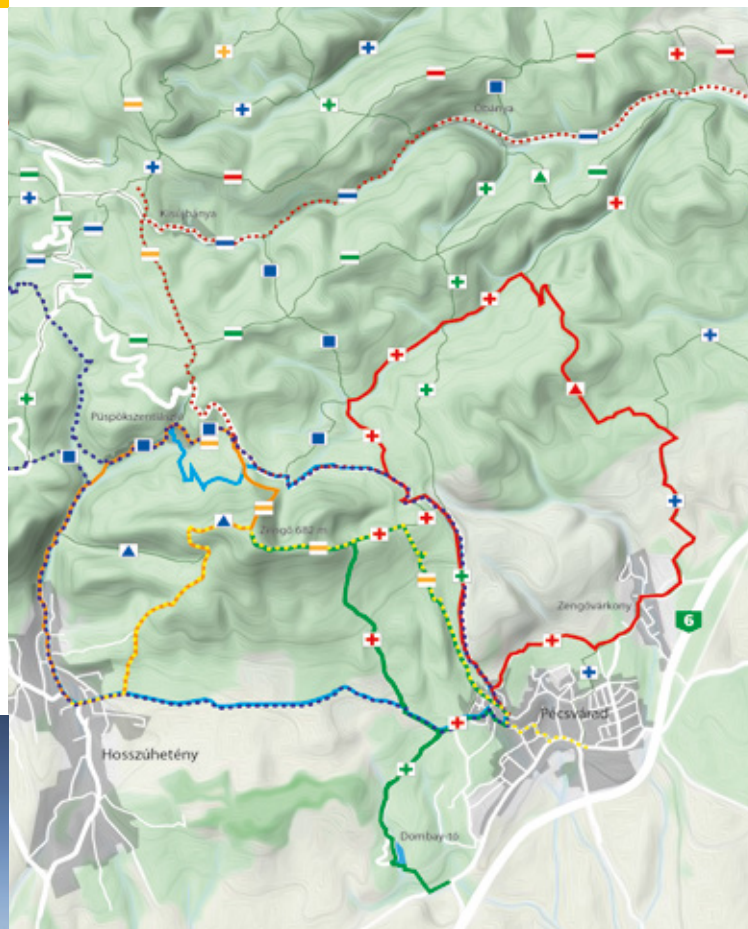 Óbánya
Kisújbánya
Püspökszentlászló
Zengő 682 m
Zengővárkony
6
Pécsvárad
Hosszúhetény
Dombay-tó